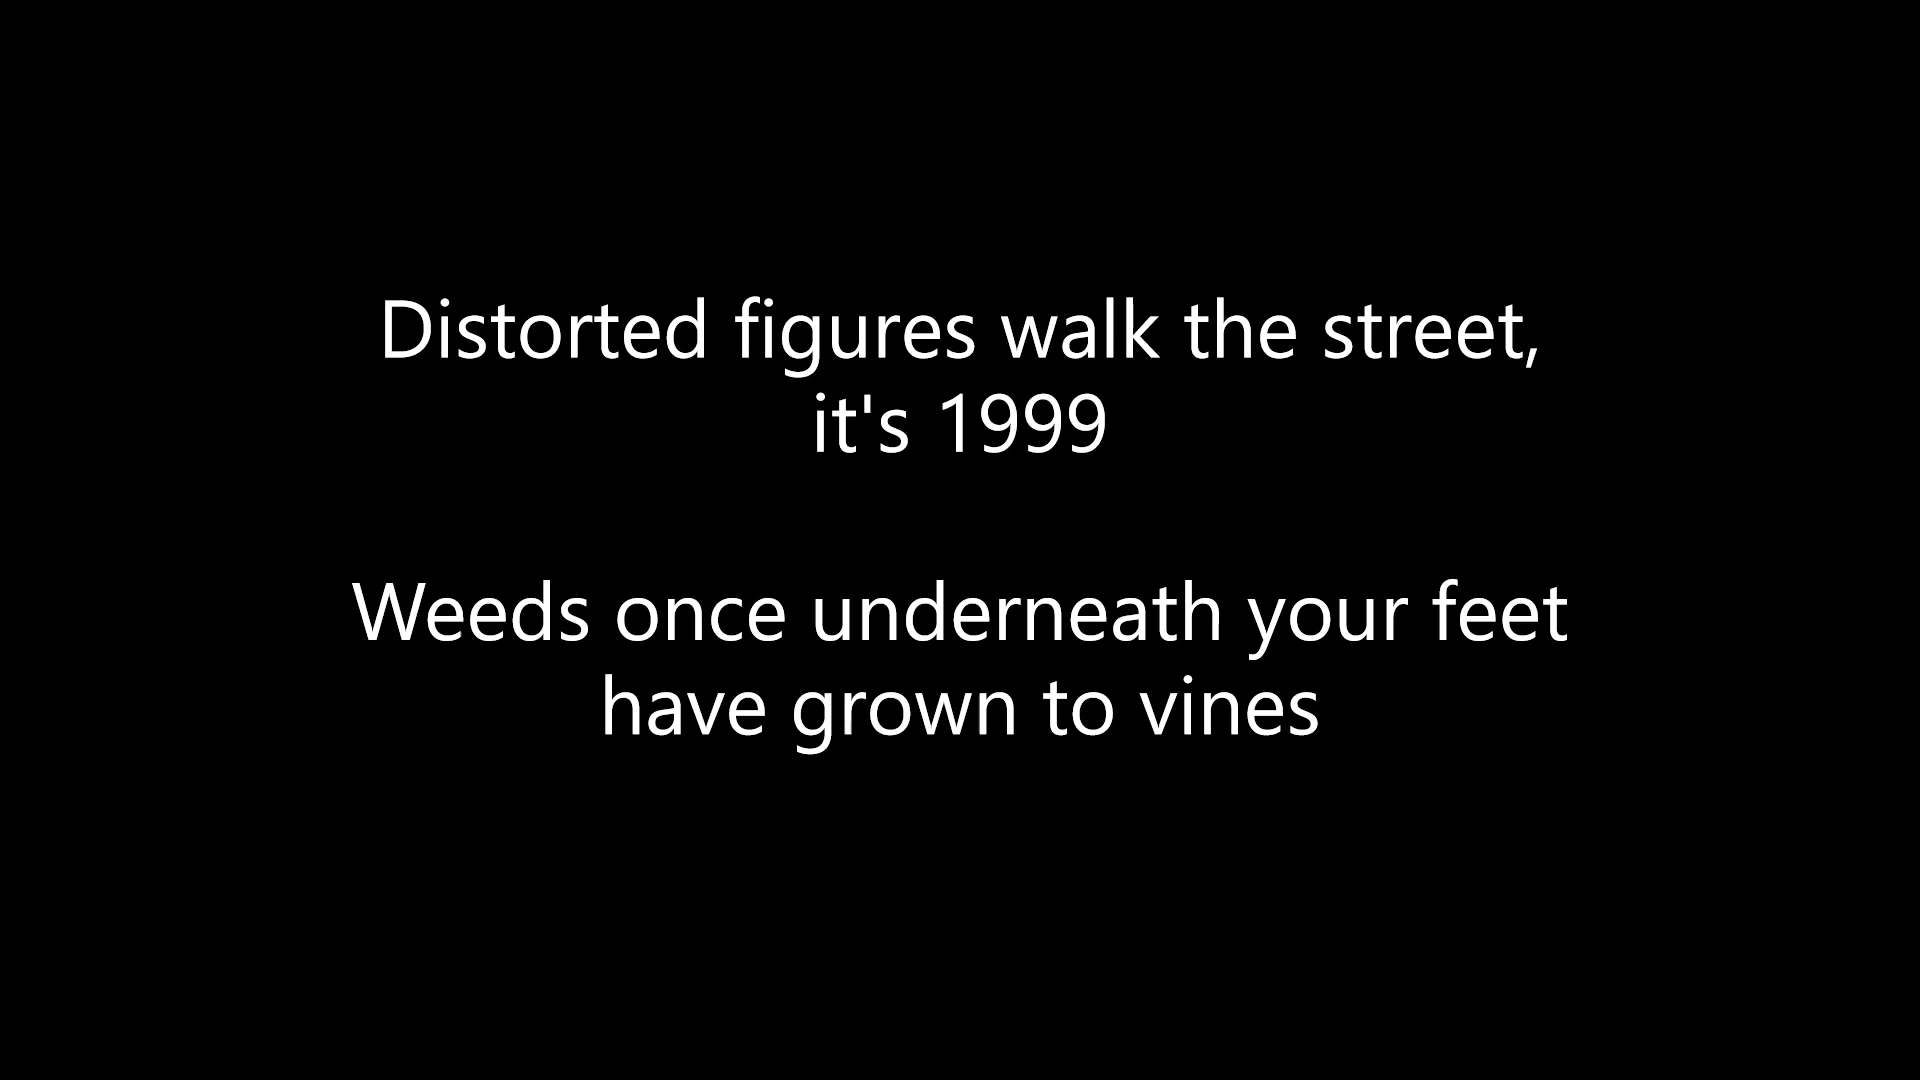 Distorted figures walk the street,
it's 1999
Weeds once underneath your feet
have grown to vines